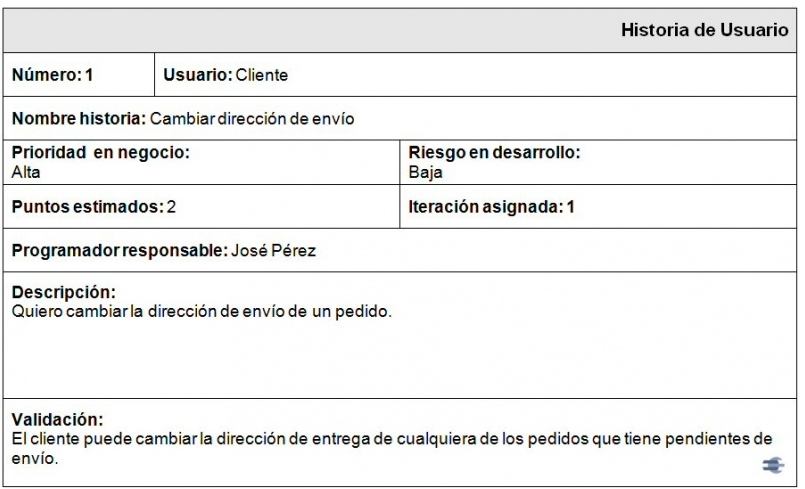 Historia de Usuario
Número: 1
Usuario: Cliente
Nombre historia: Cambiar dirección de envío
Prioridad en negocio:
Alta
Riesgo en desarrollo:
Baja
Puntos estimados: 2
Iteración asignada: 1
Programador responsable: José Pérez
Descripción:
Quiero cambiar la dirección de envío de un pedido.
Validación:
El cliente puede cambiar la dirección de entrega de cualquiera de los pedidos que tiene pendientes de
envío.